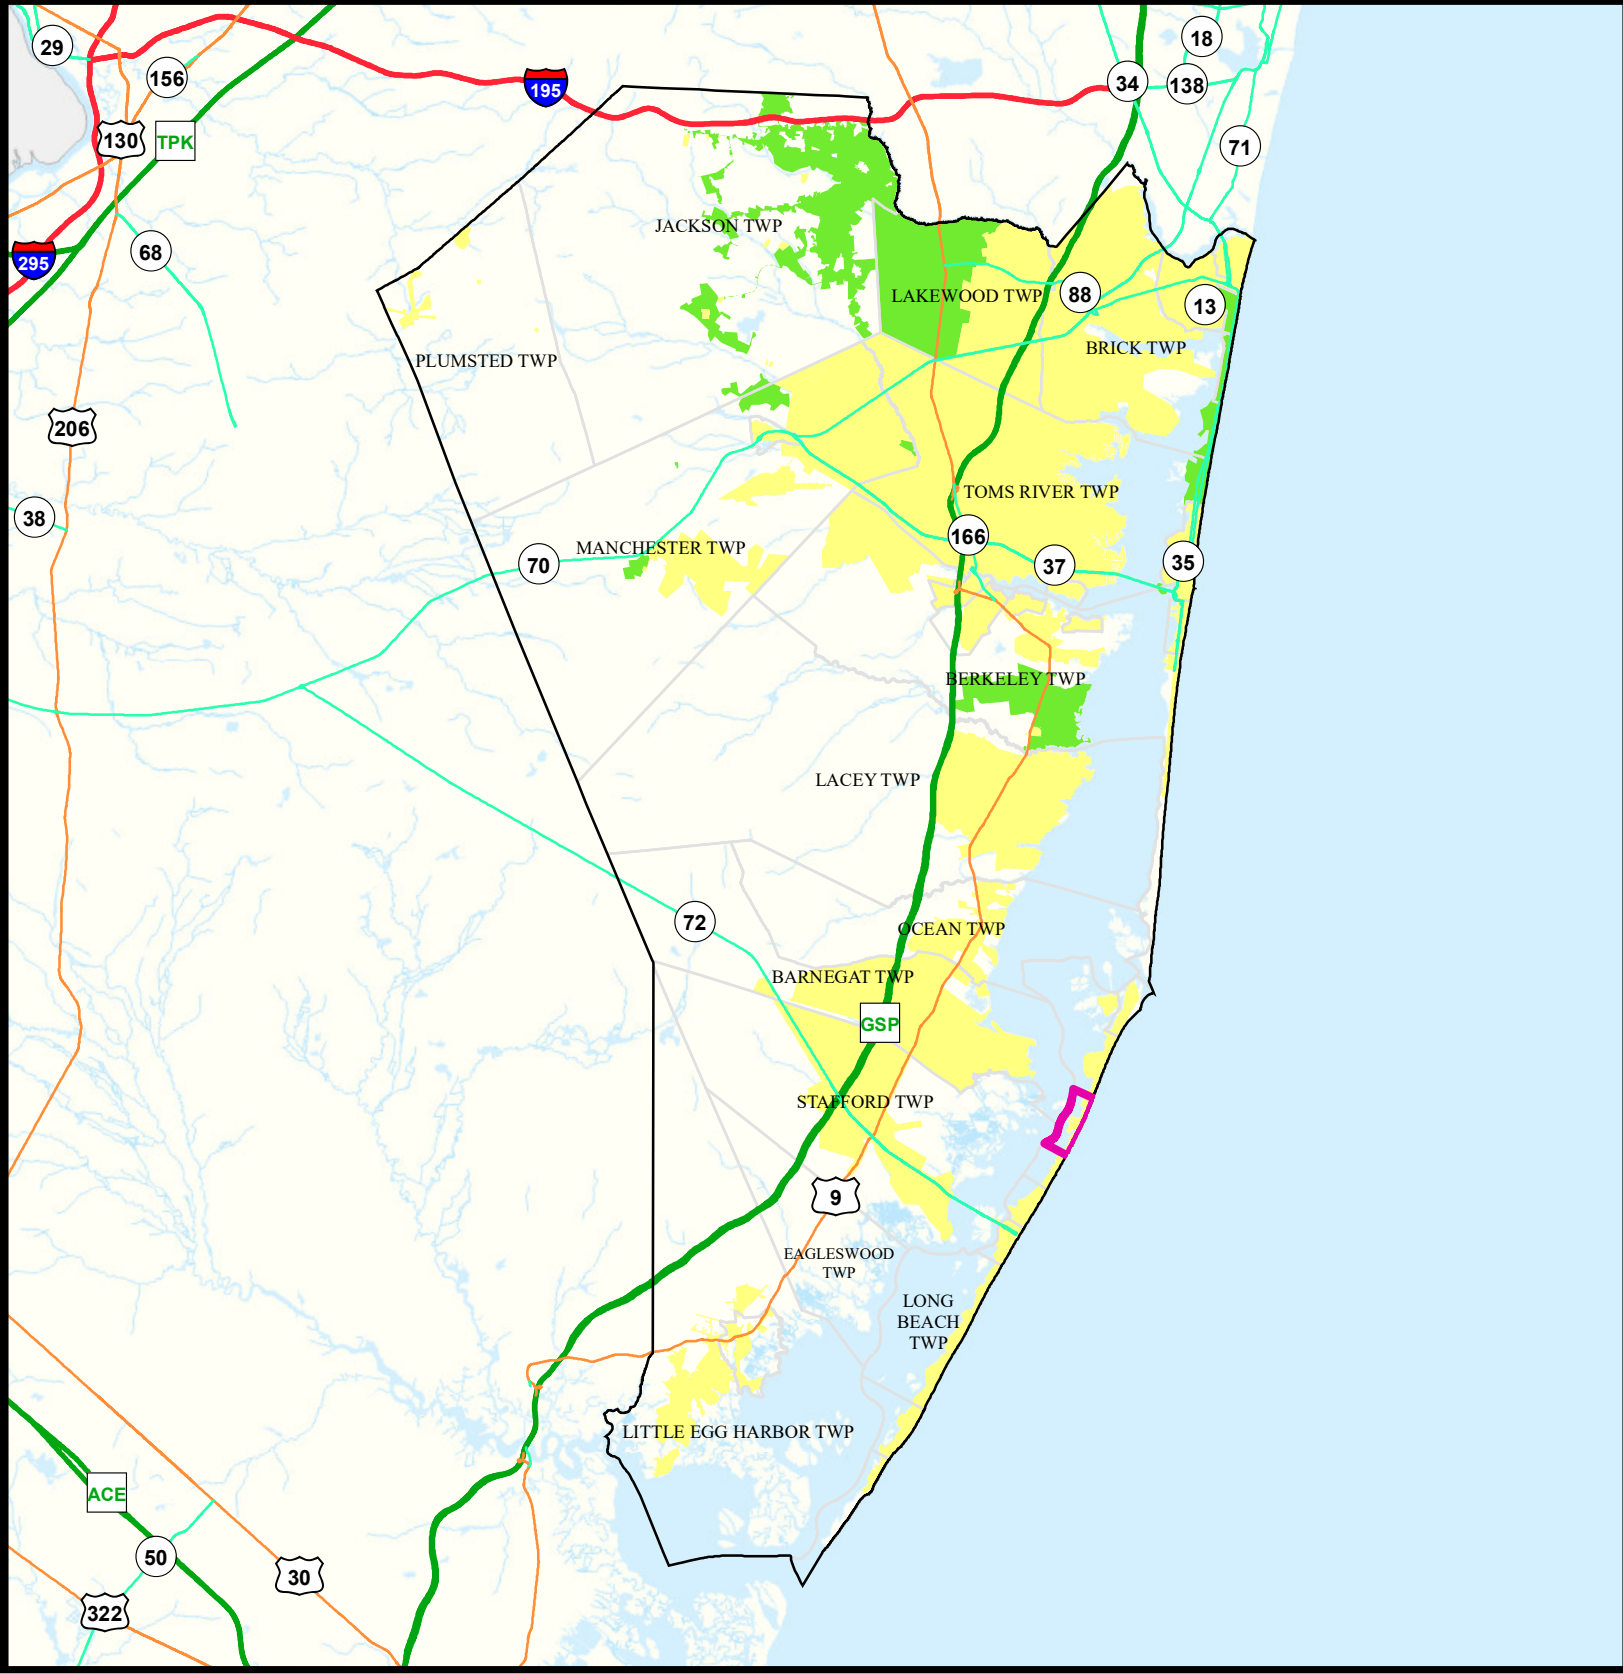 18
29
156
34
138
195
130
TPK
71
JACKSON TWP
68
295
LAKEWOOD TWP
88
13
BRICK TWP
PLUMSTED TWP
206
TOMS RIVER TWP
38
166
MANCHESTER TWP
70
37
35
BERKELEY TWP
LACEY TWP
72
OCEAN TWP
BARNEGAT TWP
GSP
STAFFORD TWP
9
EAGLESWOOD
TWP
LONG
BEACH
TWP
LITTLE EGG HARBOR TWP
ACE
50
30
322